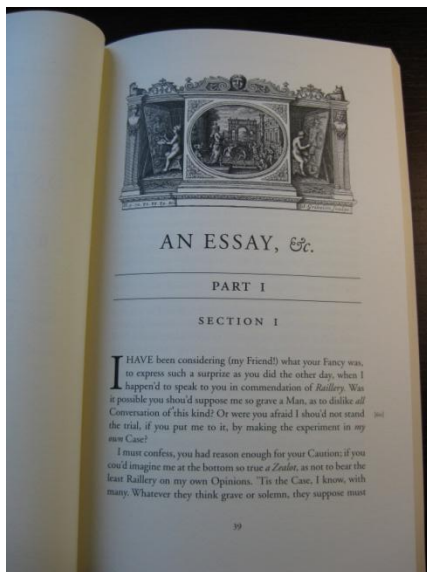 AN ESSAY, &c.
PART I
SECTION I
I HAVE been considering (my Friend!) what your Fancy was,
to express such a surprize as you did the other day, when I
happen'd to speak to you in commendation of Raillery. Was
it possible you shou'd suppose me so grave a Man, as to dislike all
Conversation of this kind? Or were you afraid I shou'd not stand
the trial, if you put me to it, by making the experiment in my
own Case?
I must confess, you had reason enough for your Caution; if you
cou'd imagine me at the bottom so true a Zealot, as not to bear the
least Raillery on my own Opinions. 'Tis the Case, I know, with
many. Whatever they think grave or solemn, they suppose must
39